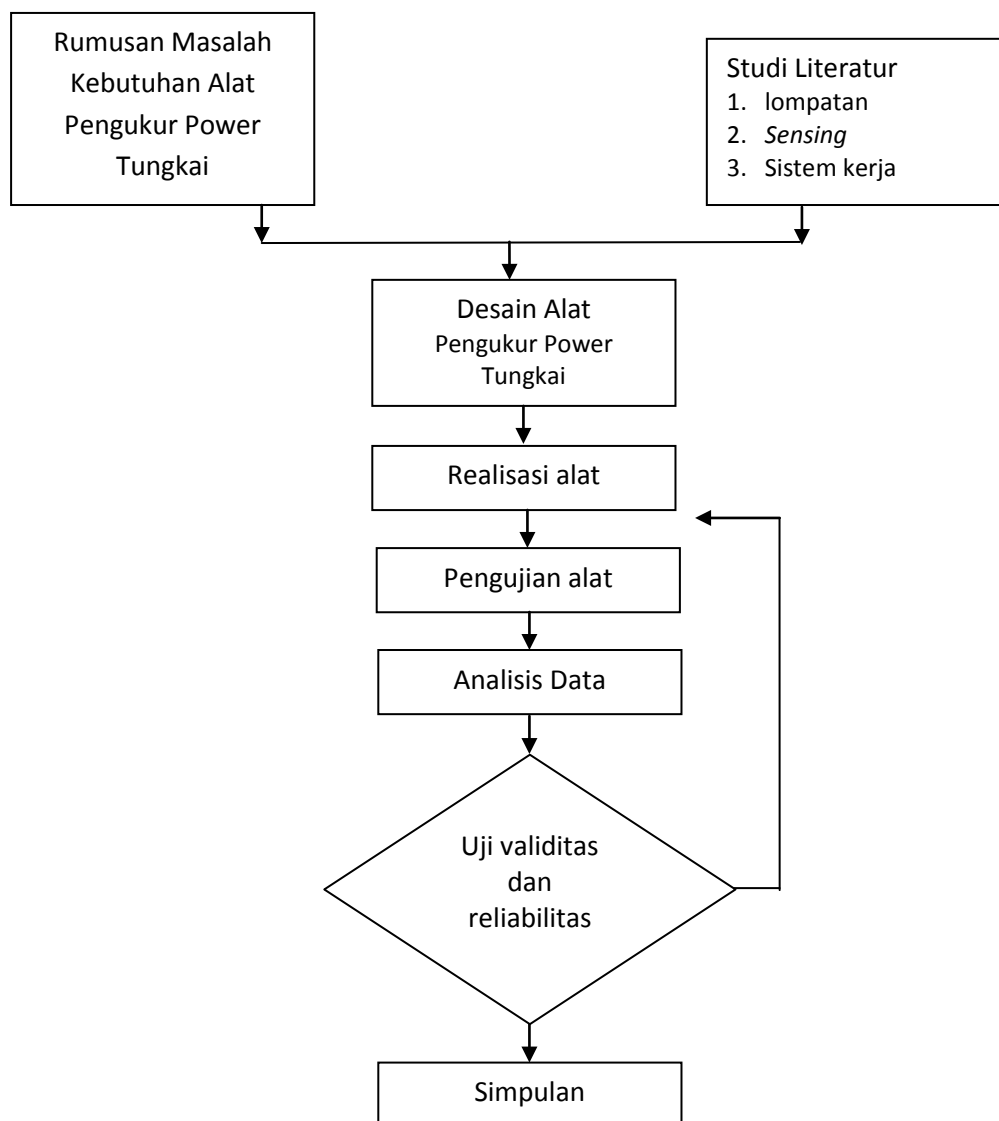 Rumusan Masalah
Kebutuhan Alat
Pengukur Power
Tungkai
Studi Literatur
1. lompatan
2. Sensing
3. Sistem kerja
Desain Alat
Pengukur Power
Tungkai
Realisasi alat
Pengujian alat
Analisis Data
Uji validitas
dan
reliabilitas
Simpulan